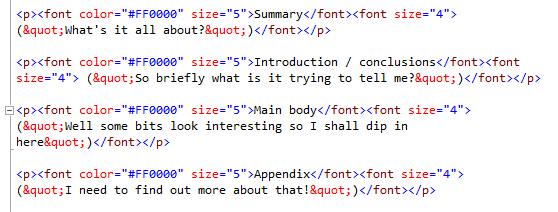 <p><font color="#FF0000" size="5">Summary</font><font size="4">
(&quot;What's it all about?&quot;)</font></p>
<p><font color="#FF0000" size="5">Introduction / conclusions</font><font
size="4"> (&quot;So briefly what is it trying to tell me?&quot;)</font></p>
<p><font color="#FF0000" size="5">Main body</font><font size="4">
(&quot;Well some bits look interesting so I shall dip in
here&quot;)</font></p>
<p><font color="#FF0000" size="5">Appendix</font><font size="4">
(&quot;I need to find out more about that!&quot;)</font></p>